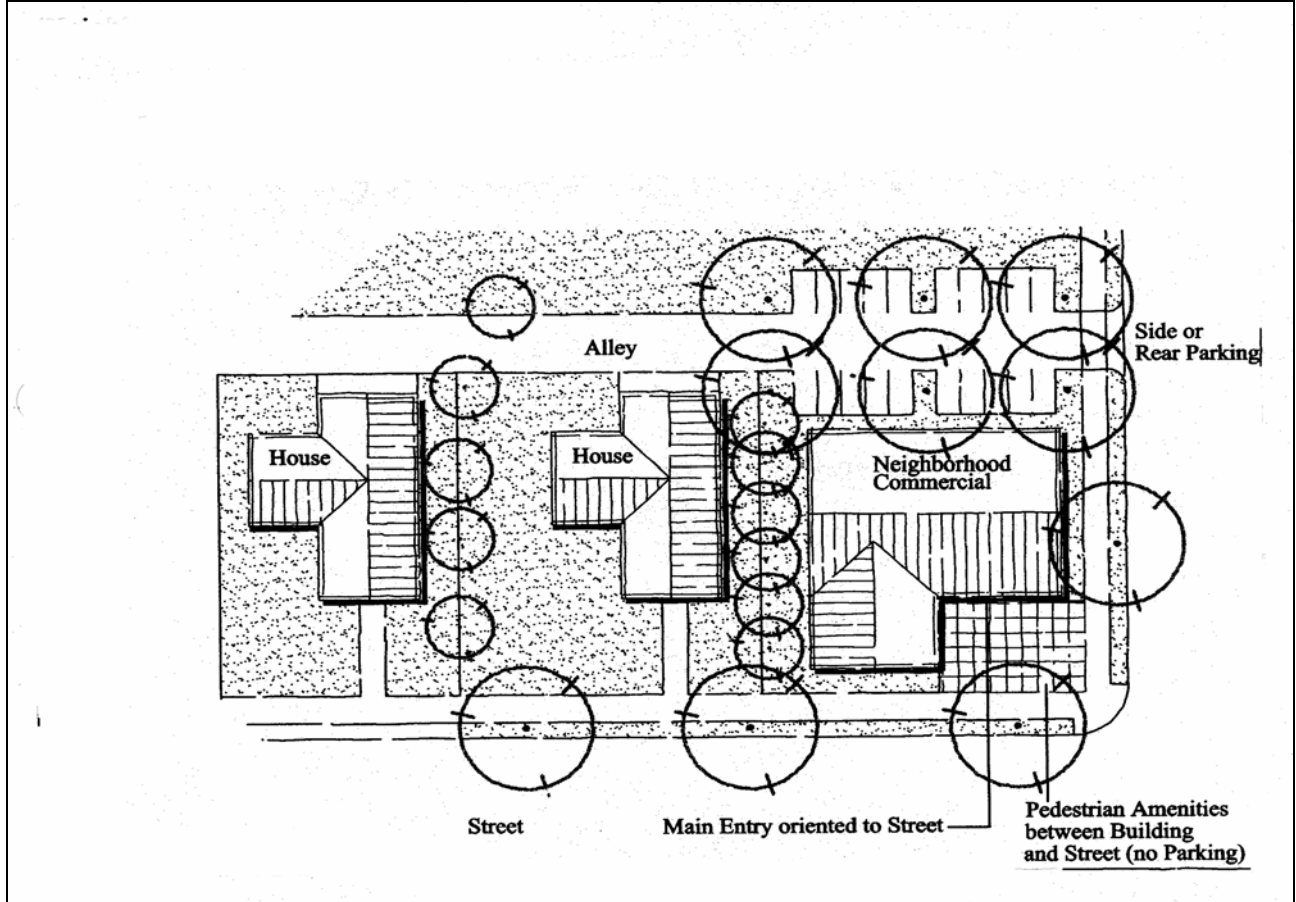 Side or
Rear Parking
Alley
House
House
Neighborhood
Commercial
Street
Main Entry oriented to Street
Pedestrian Amenities
between Building
and Street (no Parking)